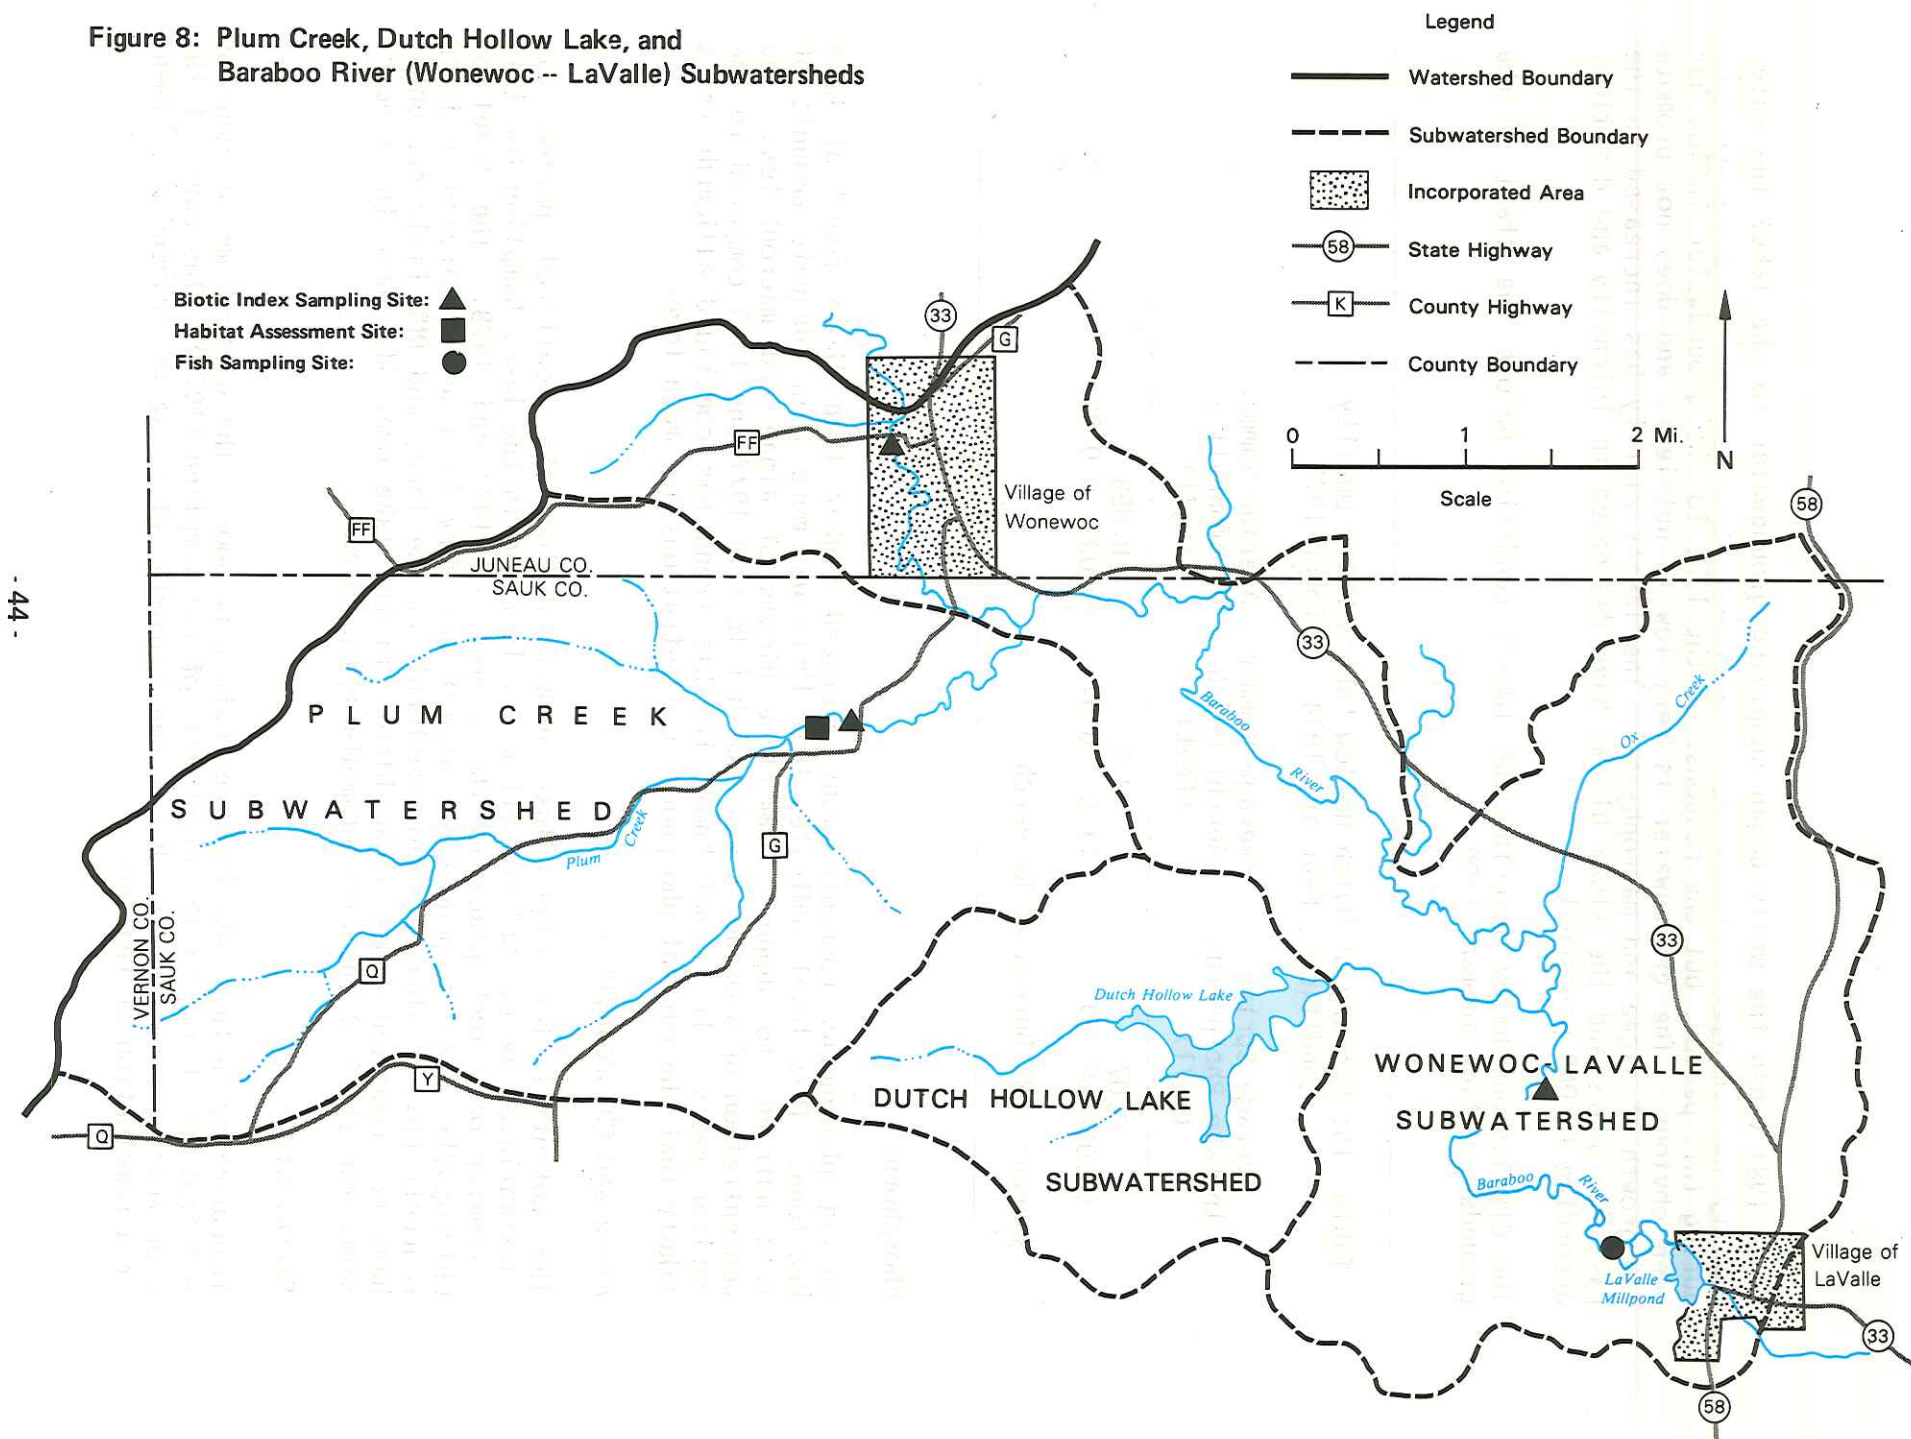 Figure 8: Plum Creek, Dutch Hollow Lake, and
Baraboo River (Wonewoc -- LaValle) Subwatersheds
Legend
Watershed Boundary
Subwatershed Boundary
Incorporated Area
58 State Highway
K County Highway
County Boundary
0 1 2 Mi.
Scale
N
Biotic Index Sampling Site:
Habitat Assessment Site:
Fish Sampling Site:
33
G
FF
Village of
Wonewoc
FF
58
JUNEAU CO.
SAUK CO.
- 44 -
33
PLUM CREEK
SUBWATERSHED
Baraboo
River
Ox
Creek
Plum
Creek
G
VERNON CO.
SAUK CO.
Q
33
Dutch Hollow Lake
Y
Q
DUTCH HOLLOW LAKE
SUBWATERSHED
WONEWOC-LAVALLE
SUBWATERSHED
Baraboo
River
LaValle
Millpond
Village of
LaValle
33
58